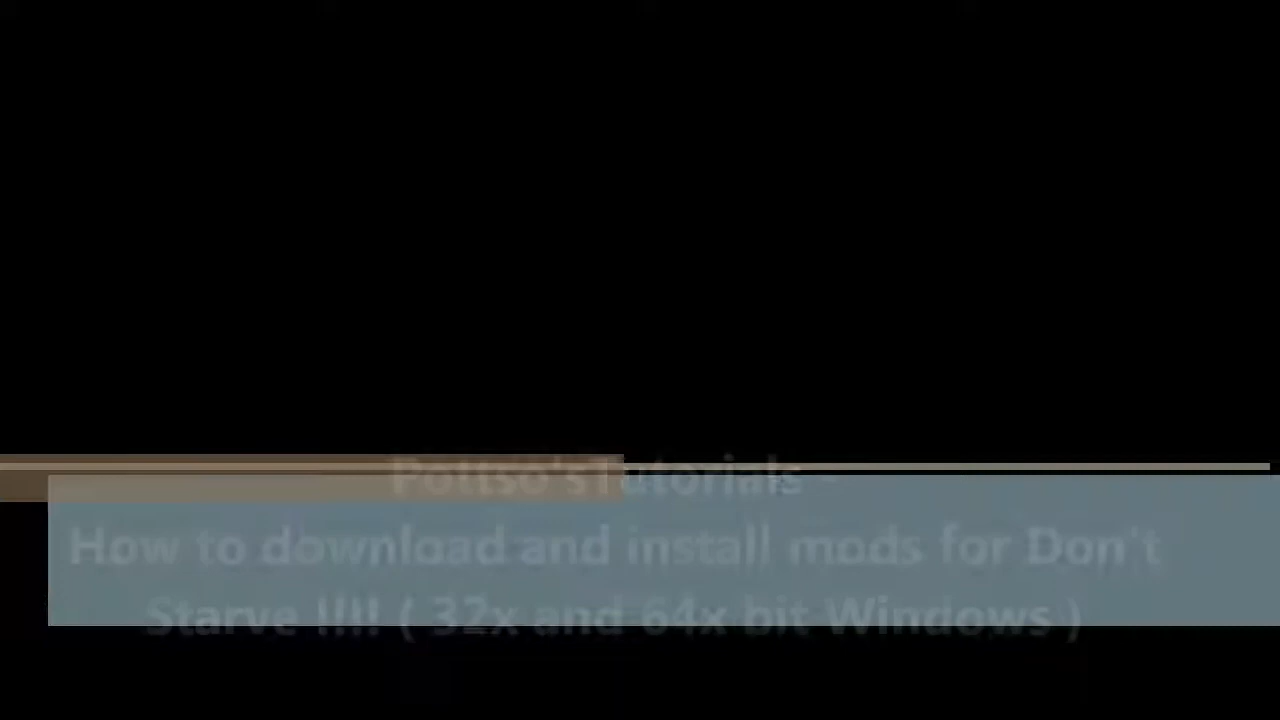 Pottso'sTutorials -
How to download and install mods for Don't
Starve !!!! ( 32x and 64x bit Windows )